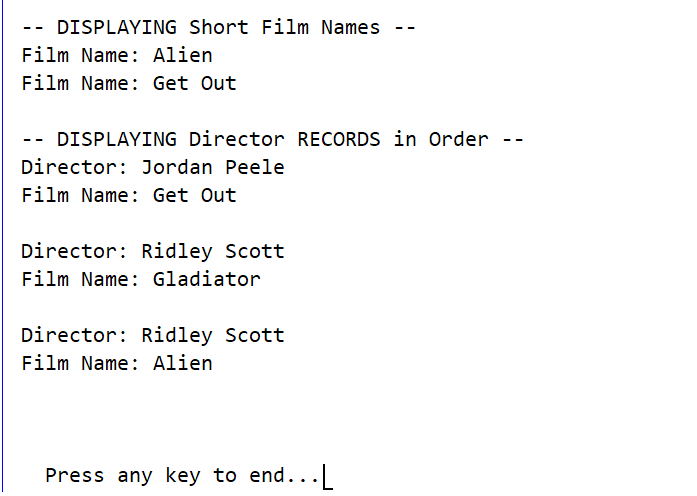 -- DISPLAYING Short Film Names --
Film Name: Alien
Film Name: Get Out
-- DISPLAYING Director RECORDS in Order --
Director: Jordan Peele
Film Name: Get Out
Director: Ridley Scott
Film Name: Gladiator
Director: Ridley Scott
Film Name: Alien
Press any key to end...